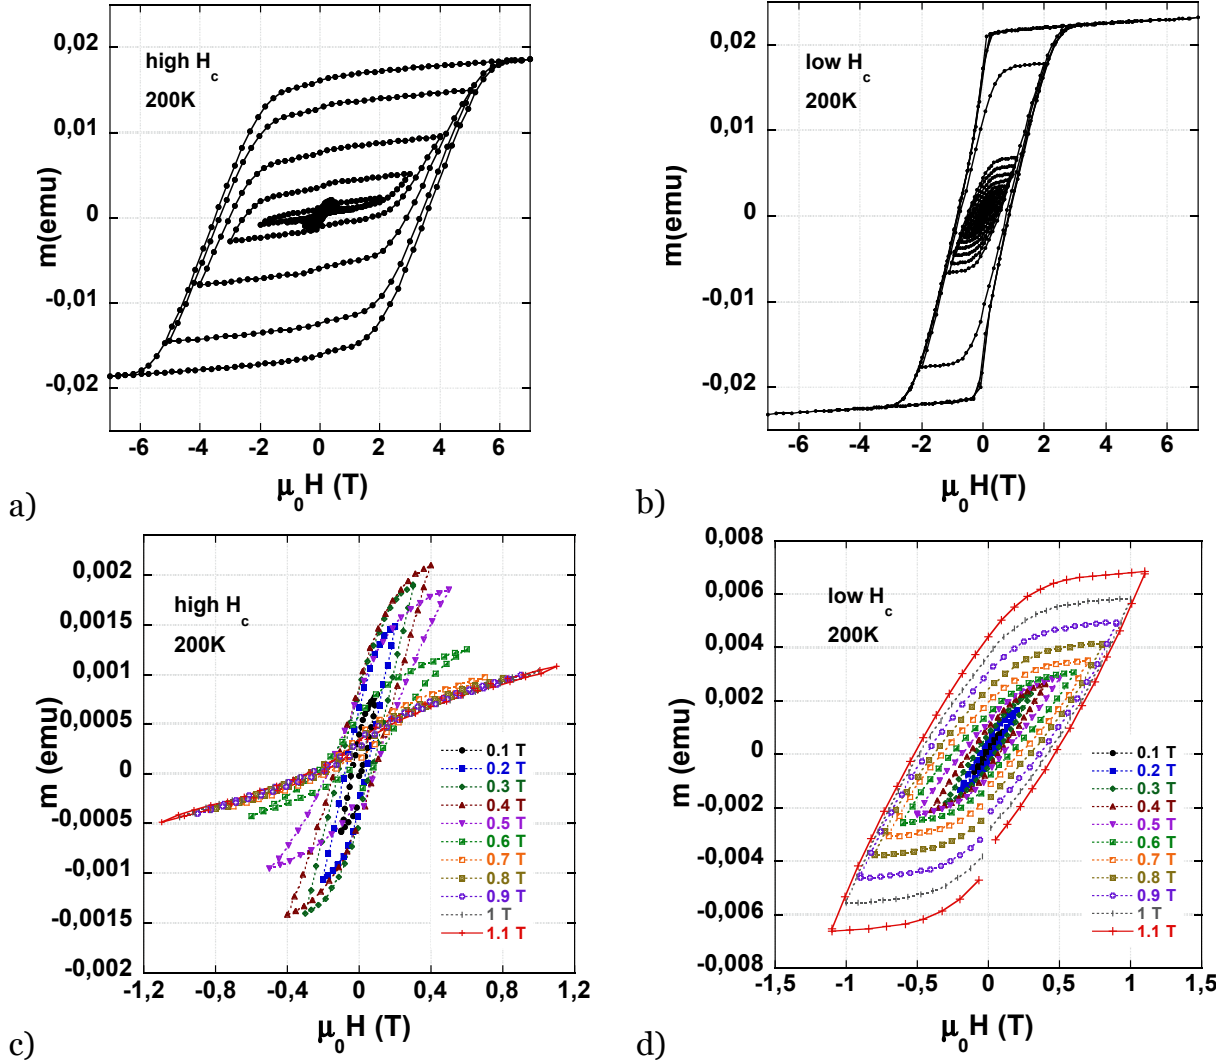 0,02
0,01
0
-0,01
-0,02
m(emu)
high H
c
200K
-6 -4 -2 0 2 4 6
μ0H (T)
a)
0,02
0,01
0
-0,01
-0,02
m(emu)
low H
c
200K
-6 -4 -2 0 2 4 6
μ0H(T)
b)
0,002
0,0015
0,001
0,0005
0
-0,0005
-0,001
-0,0015
-0,002
m (emu)
high H
c
200K
0.1 T
0.2 T
0.3 T
0.4 T
0.5 T
0.6 T
0.7 T
0.8 T
0.9 T
1 T
1.1 T
-1,2 -0,8 -0,4 0 0,4 0,8 1,2
μ0H (T)
c)
0,008
0,006
0,004
0,002
0
-0,002
-0,004
-0,006
-0,008
m (emu)
low H
c
200K
0.1 T
0.2 T
0.3 T
0.4 T
0.5 T
0.6 T
0.7 T
0.8 T
0.9 T
1 T
1.1 T
-1,5 -1 -0,5 0 0,5 1 1,5
μ0H (T)
d)